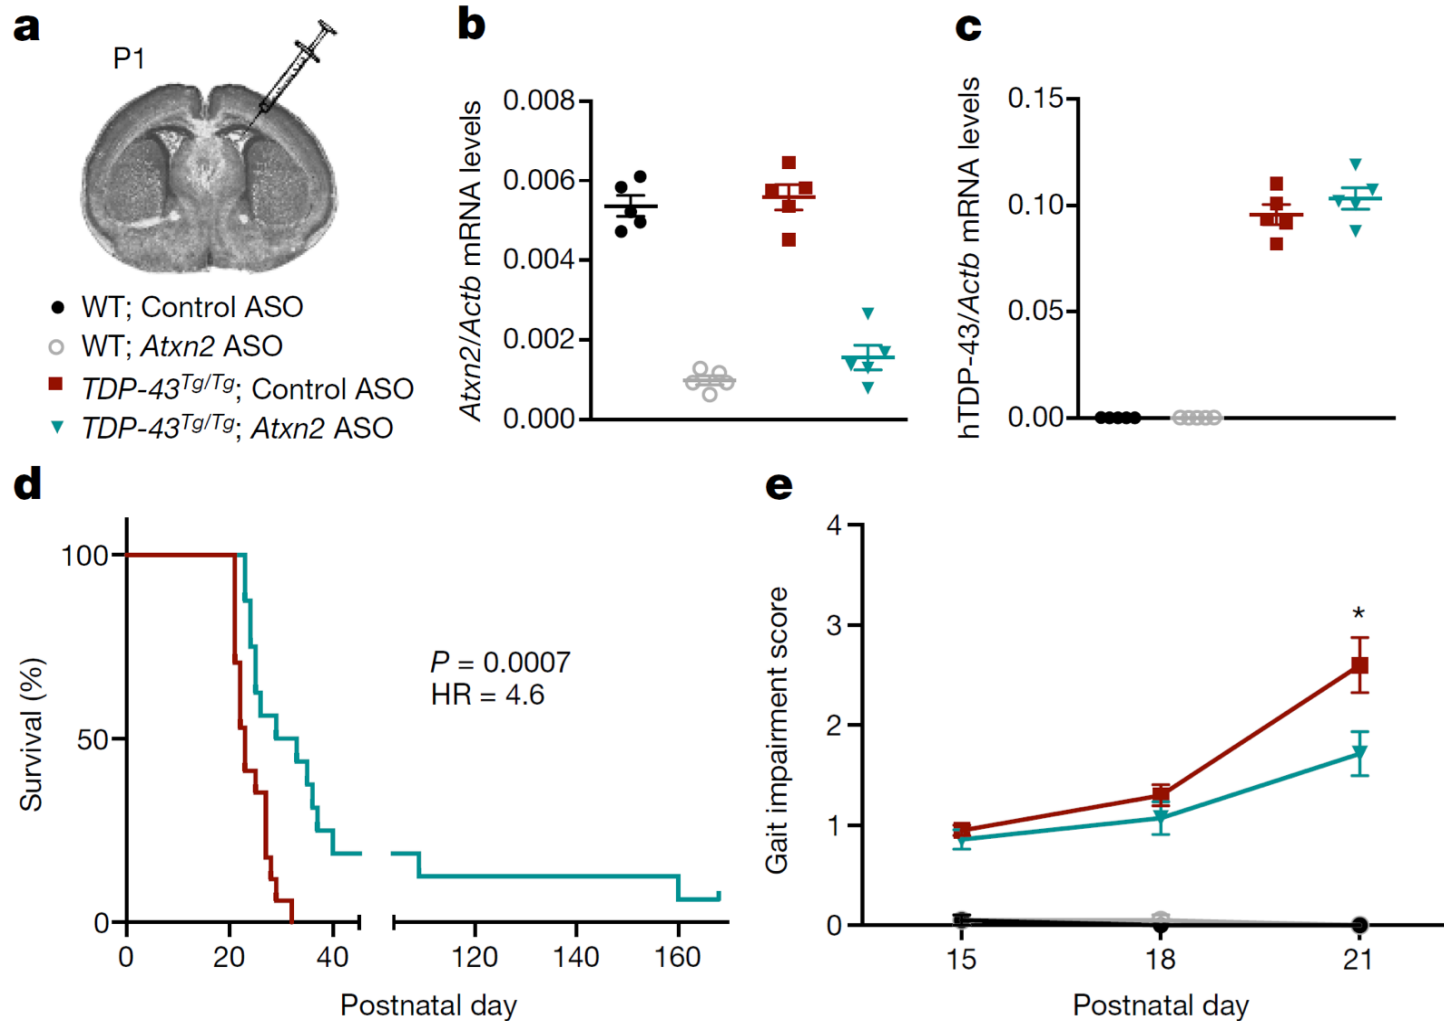 a
P1
WT; Control ASO
WT; Atxn2 ASO
TDP-43Tg/Tg; Control ASO
TDP-43Tg/Tg; Atxn2 ASO
b
Atxn2/Actb mRNA levels
0.008
0.006
0.004
0.002
0.000
c
hTDP-43/Actb mRNA levels
0.15
0.10
0.05
0.00
d
Survival (%)
100
50
0
P = 0.0007
HR = 4.6
0 20 40 120 140 160
Postnatal day
e
Gait impairment score
4
3
2
1
0
*
15 18 21
Postnatal day